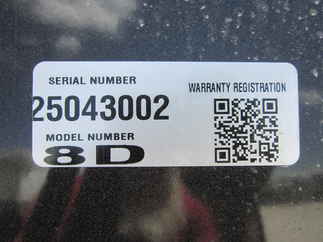 SERIAL NUMBER
25043002
MODEL NUMBER
8D
WARRANTY REGISTRATION